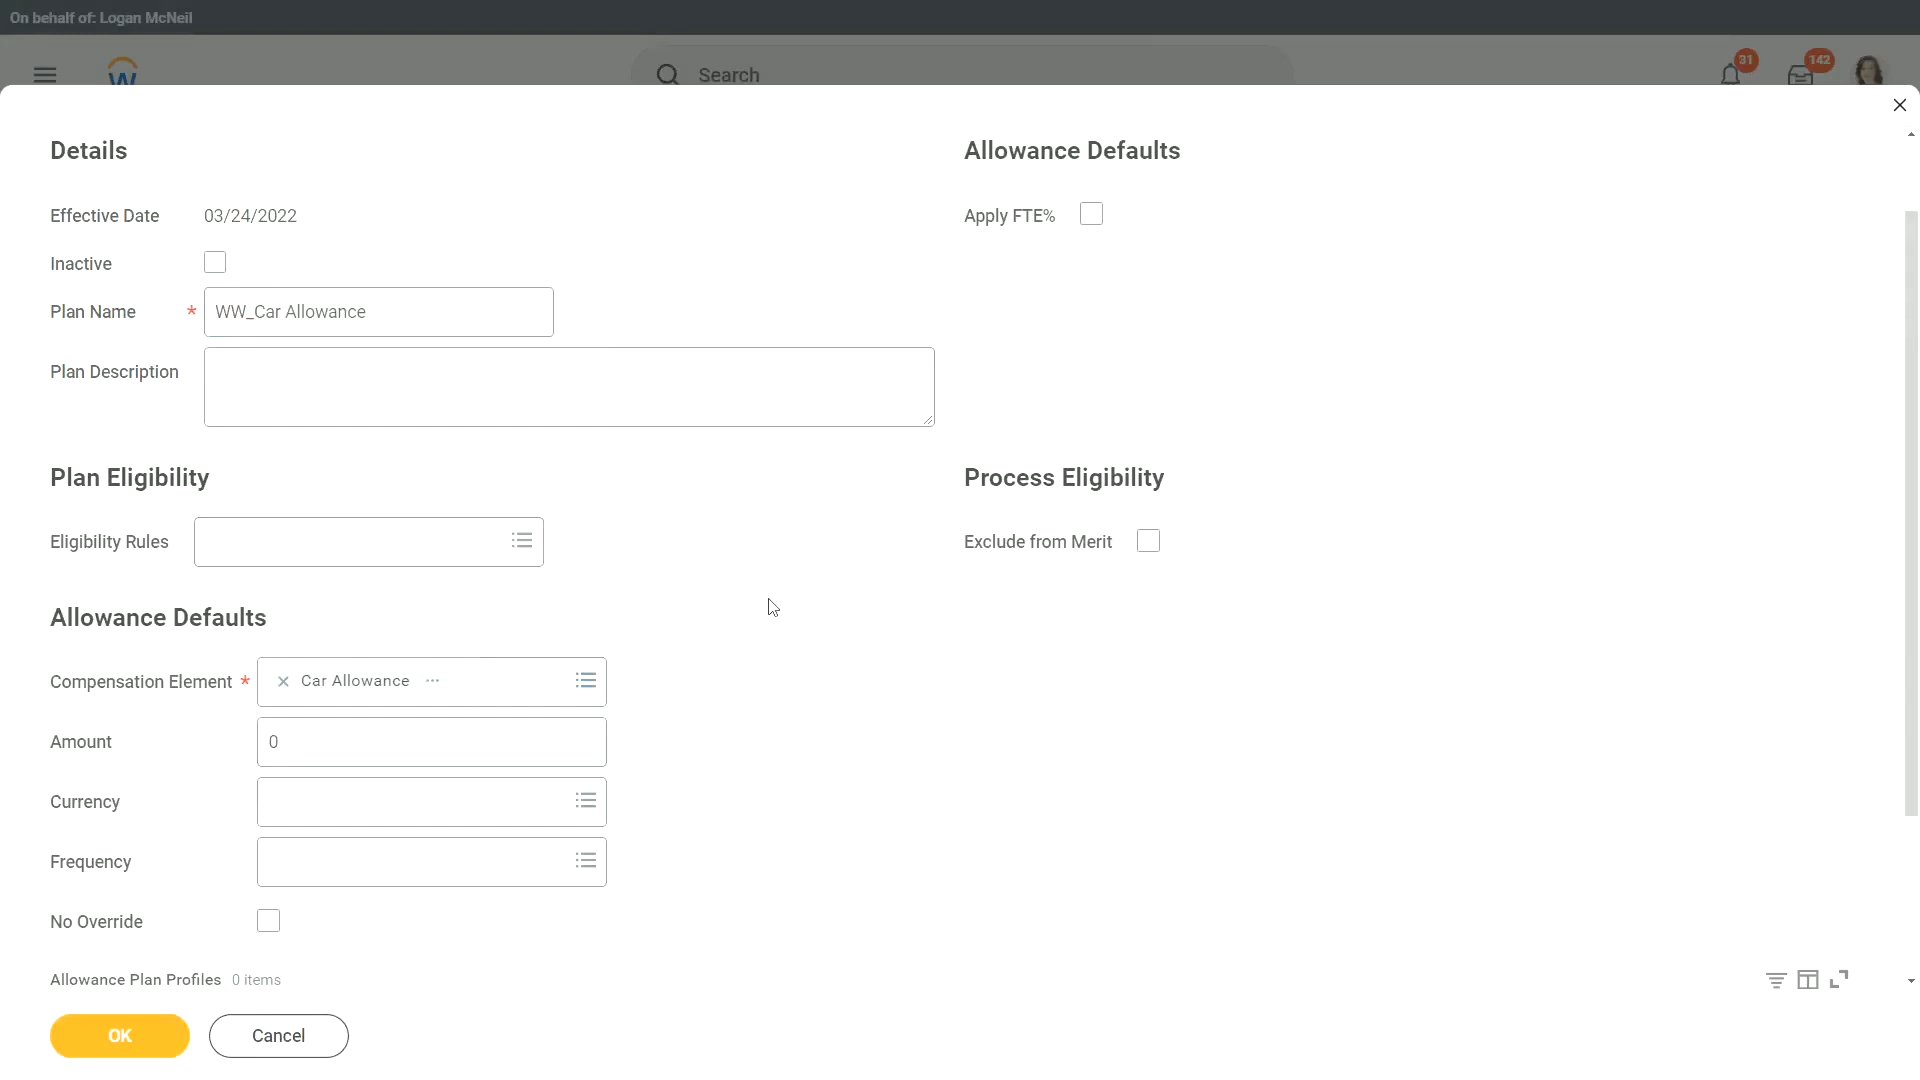 On behalf of: Logan McNeil
W
Search
31
142
Details
Allowance Defaults
Effective Date 03/24/2022
Apply FTE%
Inactive
Plan Name * WW_Car Allowance
Plan Description
Plan Eligibility
Process Eligibility
Eligibility Rules
Exclude from Merit
Allowance Defaults
Compensation Element * × Car Allowance ...
Amount 0
Currency
Frequency
No Override
Allowance Plan Profiles 0 items
OK
Cancel